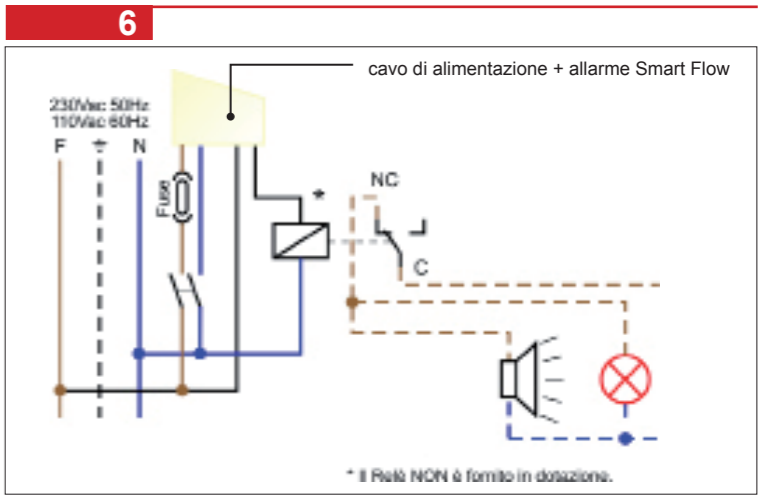 6
cavo di alimentazione + allarme Smart Flow
230Vac 50Hz
110Vac 60Hz
F N
Fuse
*
NC
C
* Il Relè NON è fornito in dotazione.